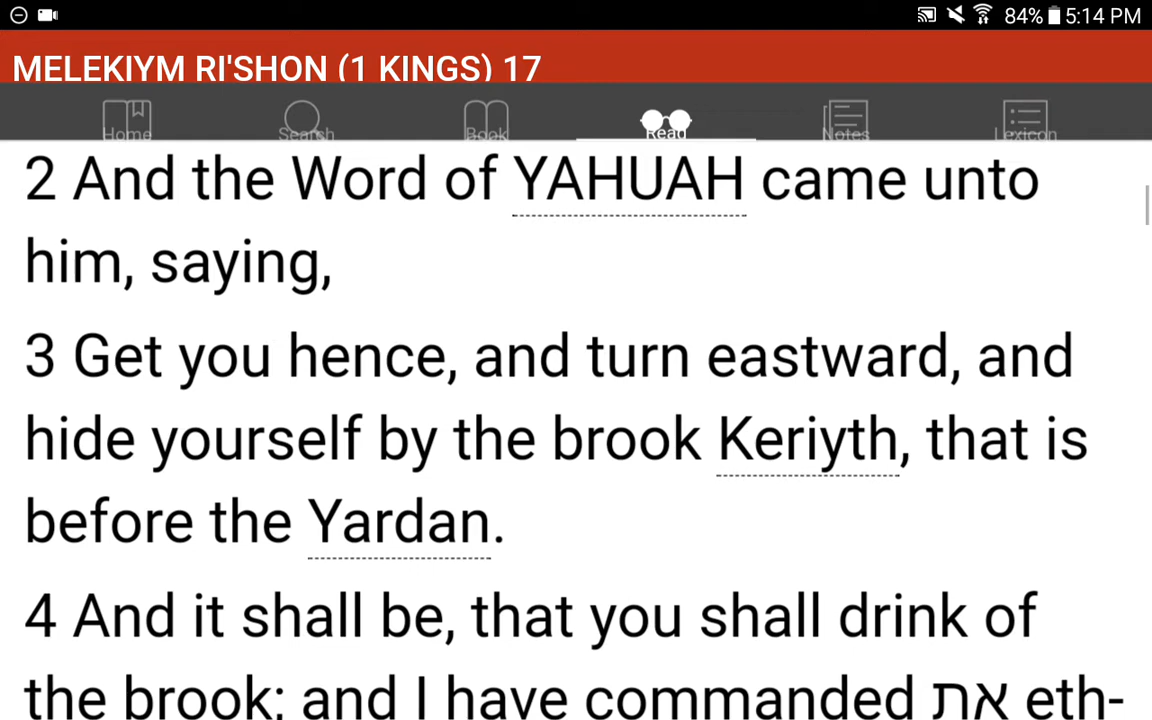 84% 5:14 PM
MELEKIYM RI'SHON (1 KINGS) 17
Home Search Book Read Notes Lexicon
2 And the Word of YAHUAH came unto
him, saying,
3 Get you hence, and turn eastward, and
hide yourself by the brook Keriyth, that is
before the Yardan.
4 And it shall be, that you shall drink of
the brook; and I have commanded את eth-